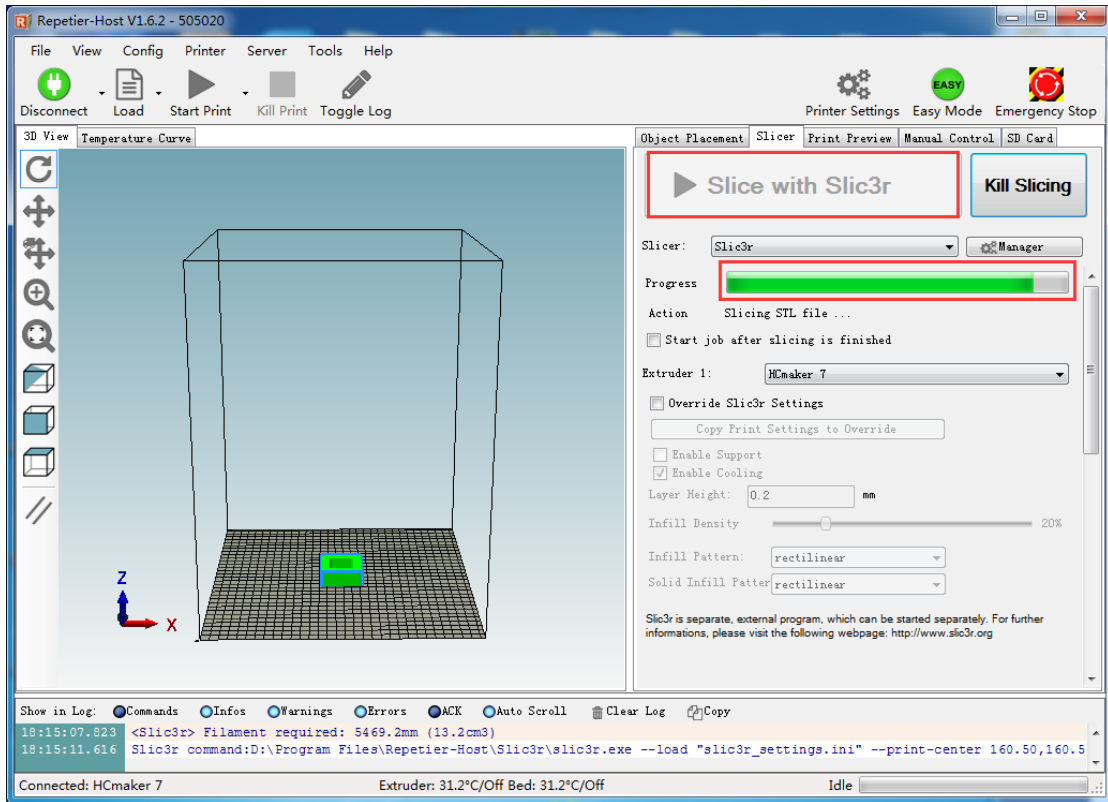 Repetier-Host V1.6.2 - 505020
File View Config Printer Server Tools Help
Disconnect Load Start Print Kill Print Toggle Log Printer Settings Easy Mode Emergency Stop
EASY
3D View Temperature Curve
Object Placement Slicer Print Preview Manual Control SD Card
Slice with Slic3r Kill Slicing
Slicer: Slic3r Manager
Progress
Action Slicing STL file ...
Start job after slicing is finished
Extruder 1: HCmaker 7
Override Slic3r Settings
Copy Print Settings to Override
Enable Support
Enable Cooling
Layer Height: 0.2 mm
Infill Density 20%
Infill Pattern: rectilinear
Solid Infill Patter rectilinear
Slic3r is separate, external program, which can be started separately. For further
informations, please visit the following webpage: http://www.slic3r.org
Z
X
Show in Log: Commands Infos Warnings Errors ACK Auto Scroll Clear Log Copy
18:15:07.823 <Slic3r> Filament required: 5469.2mm (13.2cm3)
18:15:11.616 Slic3r command:D:\Program Files\Repetier-Host\Slic3r\slic3r.exe --load "slic3r_settings.ini" --print-center 160.50,160.5
Connected: HCmaker 7 Extruder: 31.2°C/Off Bed: 31.2°C/Off Idle